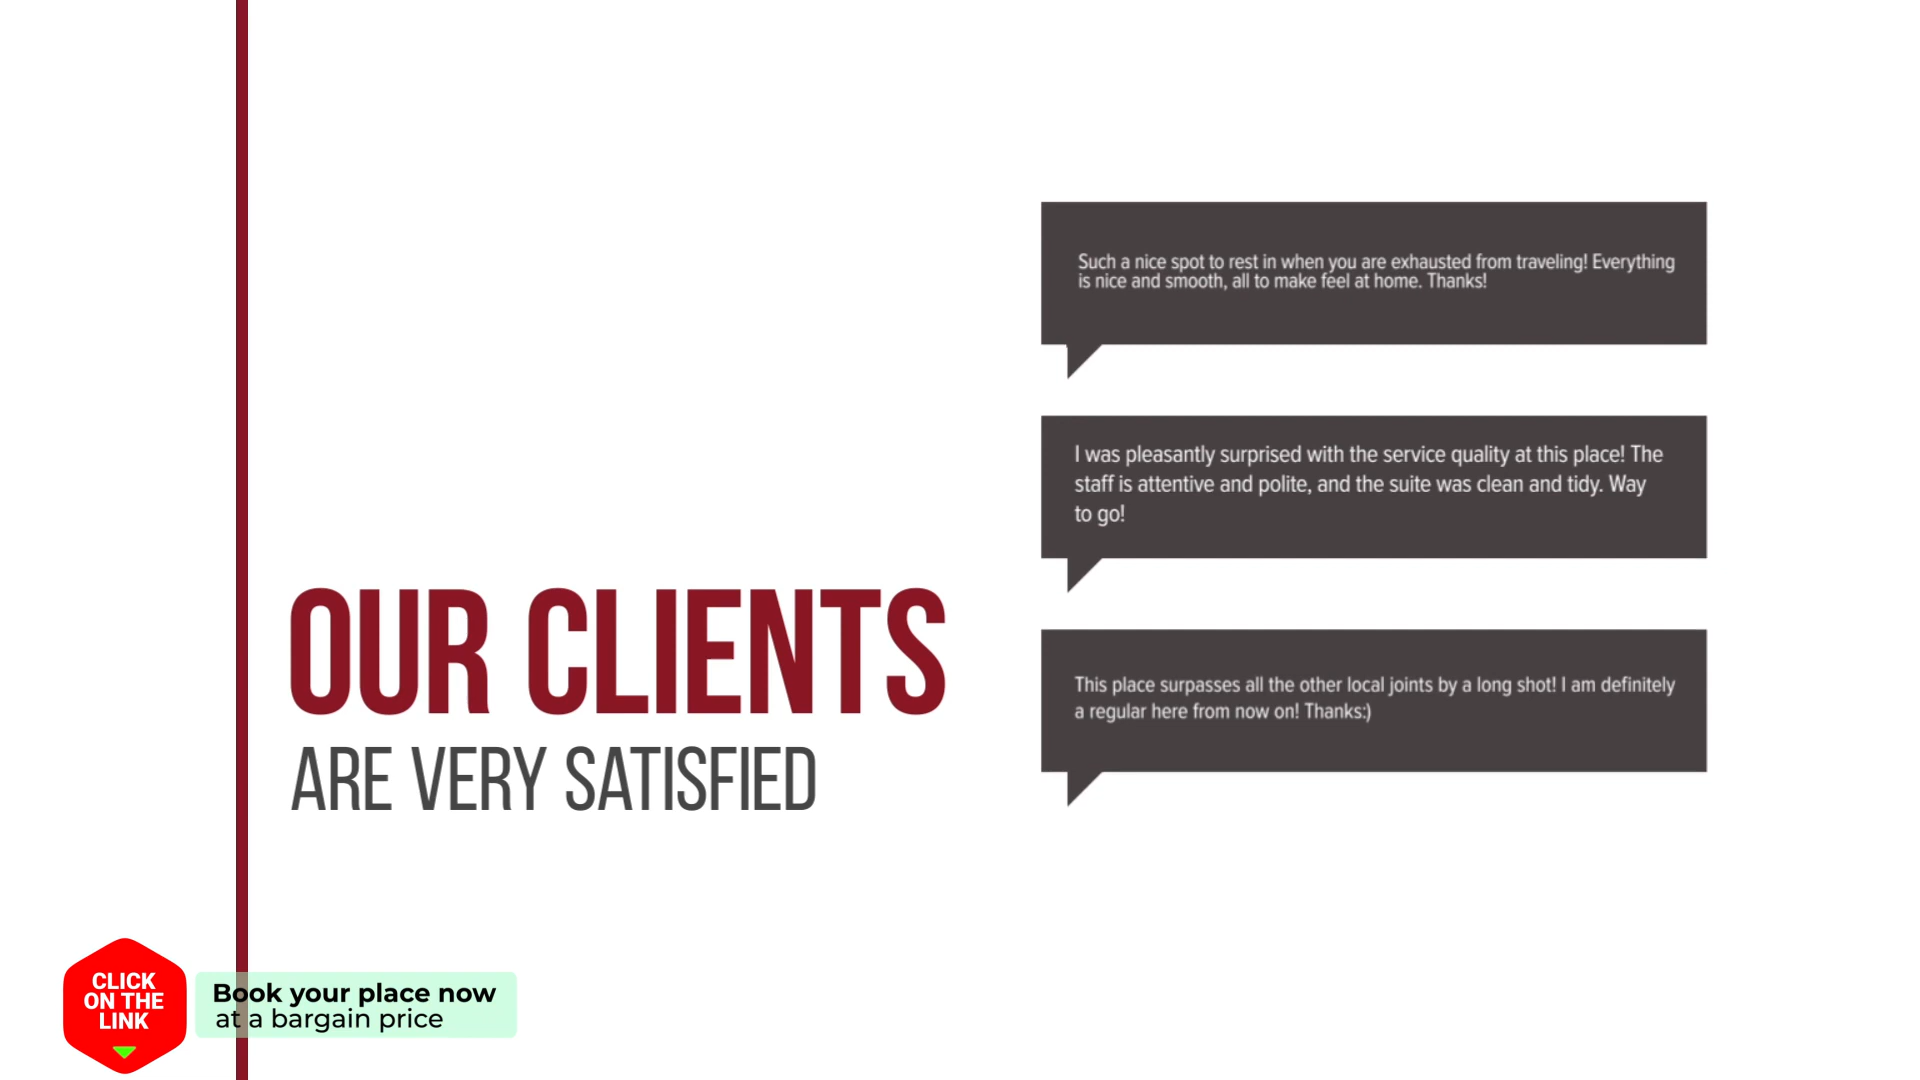 Such a nice spot to rest in when you are exhausted from traveling! Everything
is nice and smooth, all to make feel at home. Thanks!
I was pleasantly surprised with the service quality at this place! The
staff is attentive and polite, and the suite was clean and tidy. Way
to go!
This place surpasses all the other local joints by a long shot! I am definitely
a regular here from now on! Thanks:)
OUR CLIENTS
ARE VERY SATISFIED
CLICK
ON THE
LINK
Book your place now
at a bargain price